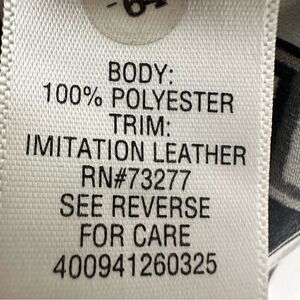 BODY:
100% POLYESTER
TRIM:
IMITATION LEATHER
RN#73277
SEE REVERSE
FOR CARE
400941260325